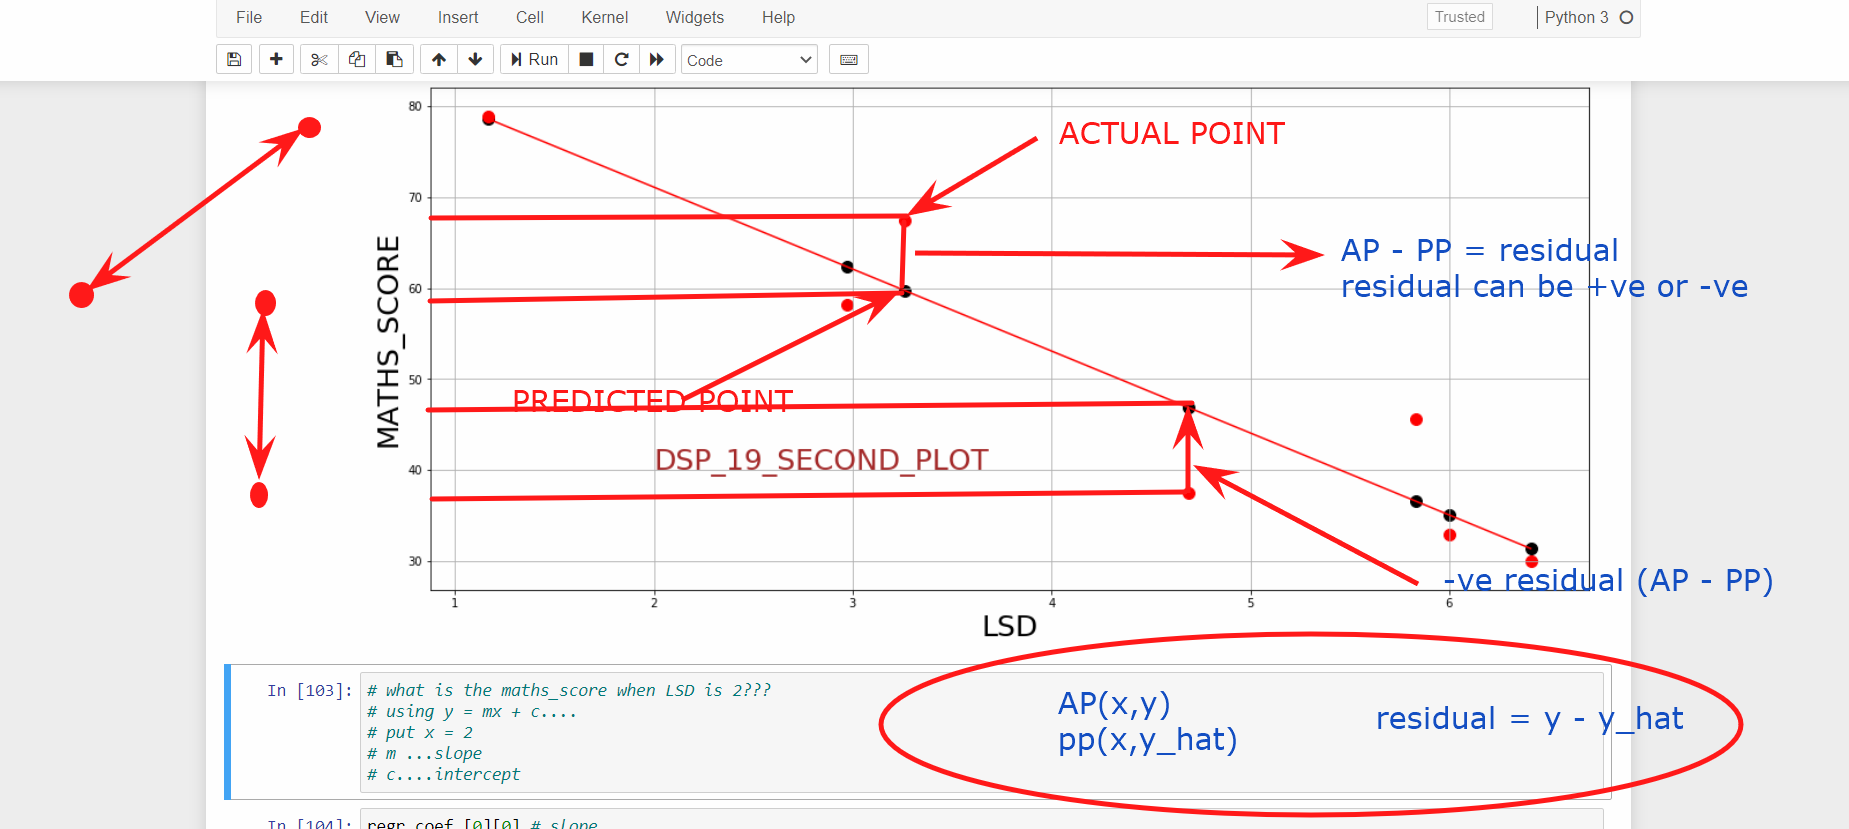 File Edit View Insert Cell Kernel Widgets Help Trusted Python 3
Run Code
80
70
60
50
40
30
MATHS_SCORE
ACTUAL POINT
AP - PP = residual
residual can be +ve or -ve
PREDICTED POINT
DSP_19_SECOND_PLOT
-ve residual (AP - PP)
1 2 3 4 5 6
LSD
In [103]:
# what is the maths_score when LSD is 2???
# using y = mx + c....
# put x = 2
# m ...slope
# c....intercept
AP(x,y)
pp(x,y_hat)
residual = y - y_hat
In [104]: regr.coef_[0][0] # slope